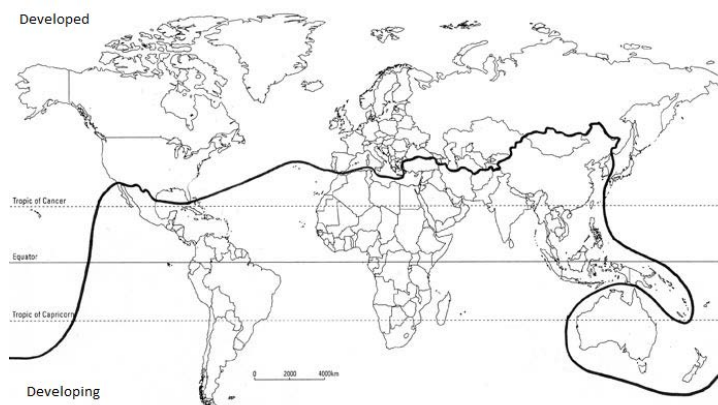 Developed
Tropic of Cancer
Equator
Tropic of Capricorn
0 2000 4000km
Developing